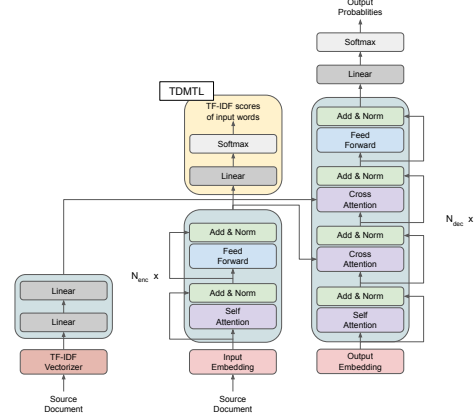 Output
Probablities
Softmax
Linear
TDMTL
TF-IDF scores
of input words
Softmax
Linear
Add & Norm
Feed
Forward
Add & Norm
Cross
Attention
Add & Norm
Cross
Attention
Add & Norm
Self
Attention
N_dec x
Add & Norm
Feed
Forward
Add & Norm
Self
Attention
N_enc x
Linear
Linear
TF-IDF
Vectorizer
Input
Embedding
Output
Embedding
Source
Document
Source
Document